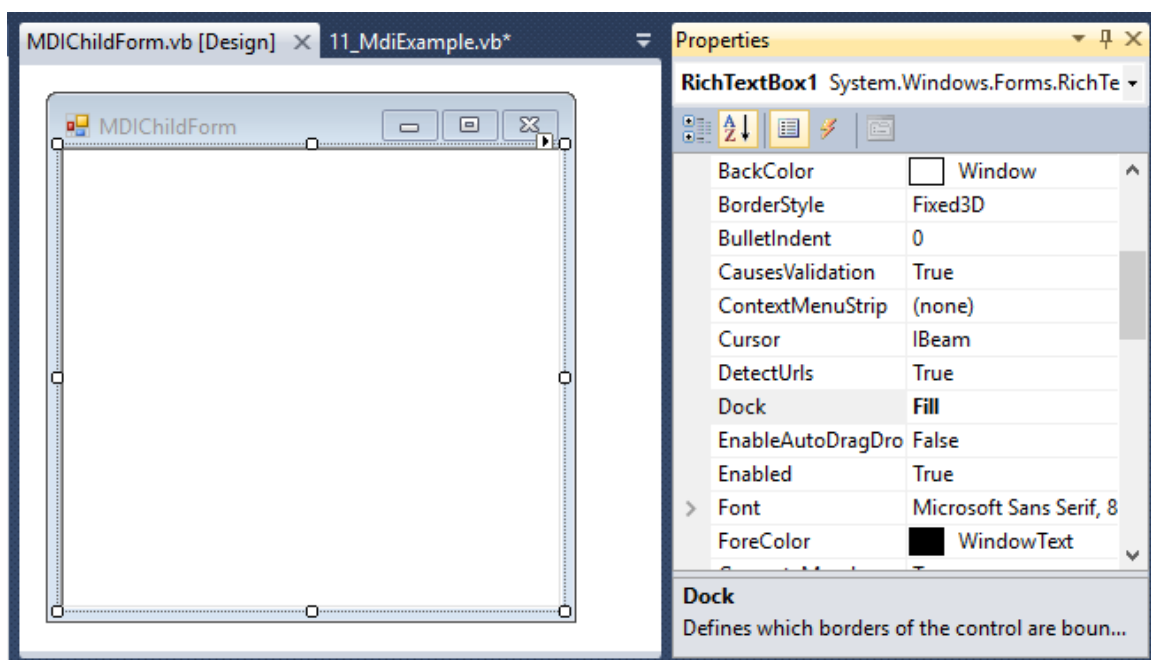 MDIChildForm.vb [Design] 11_MdiExample.vb*
MDIChildForm
Properties
RichTextBox1 System.Windows.Forms.RichTe
BackColor Window
BorderStyle Fixed3D
BulletIndent 0
CausesValidation True
ContextMenuStrip (none)
Cursor IBeam
DetectUrls True
Dock Fill
EnableAutoDragDro False
Enabled True
Font Microsoft Sans Serif, 8
ForeColor WindowText
Dock
Defines which borders of the control are boun...